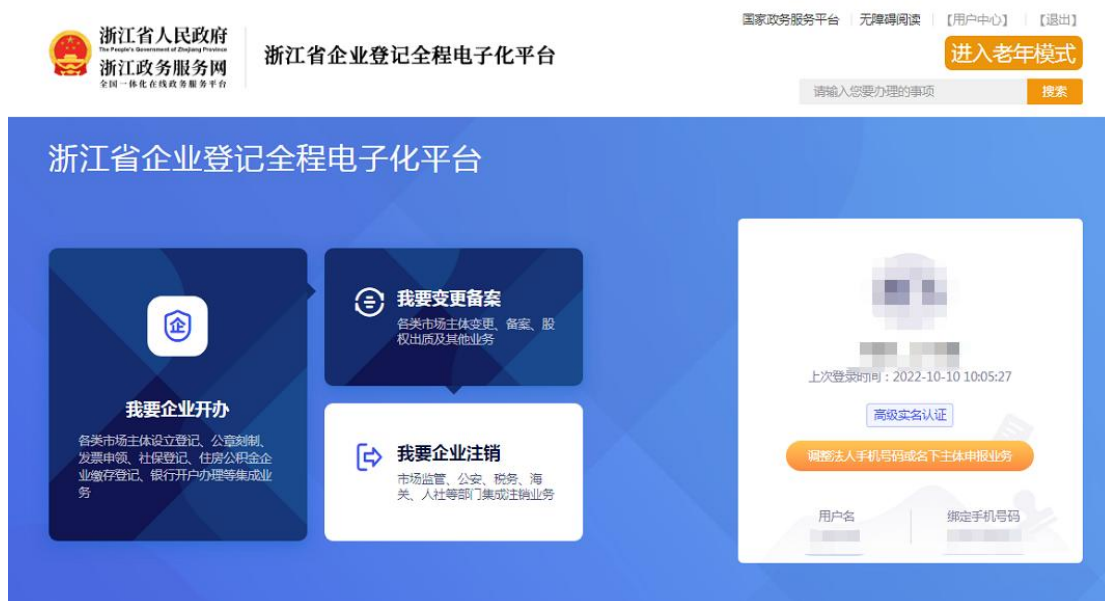 国家政务服务平台 无障碍阅读 【用户中心】 【退出】
浙江省人民政府
The People's Government of Zhejiang Province
浙江政务服务网
全国一体化在线政务服务平台
浙江省企业登记全程电子化平台
进入老年模式
请输入您要办理的事项 搜索
浙江省企业登记全程电子化平台
企
我要企业开办
各类市场主体设立登记、公章刻制、
发票申领、社保登记、住房公积金企
业缴存登记、银行开户办理等集成业
务
我要变更备案
各类市场主体变更、备案、股
权出质及其他业务
我要企业注销
市场监管、公安、税务、海
关、人社等部门集成注销业务
上次登录时间：2022-10-10 10:05:27
高级实名认证
调整法人手机号码或名下主体申报业务
用户名 绑定手机号码